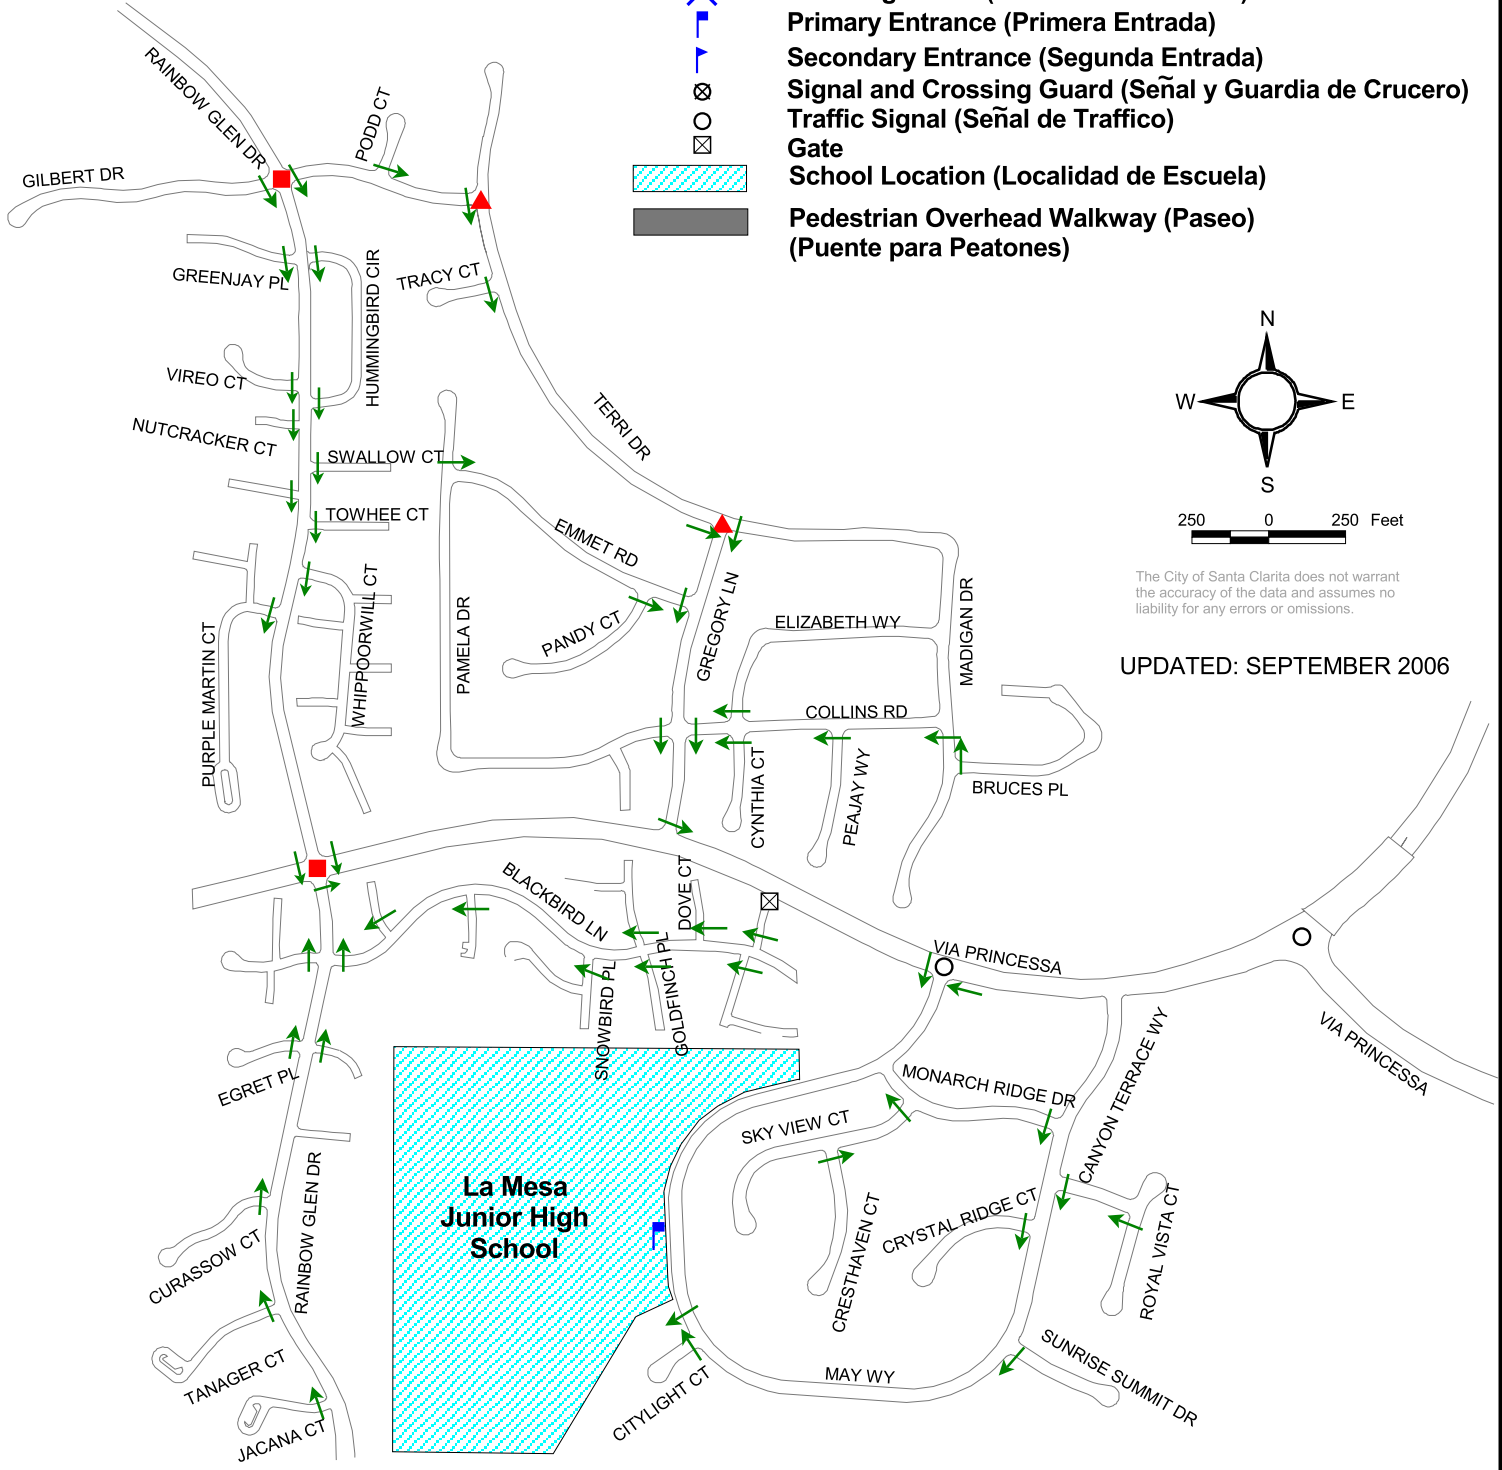 Primary Entrance (Primera Entrada)
Secondary Entrance (Segunda Entrada)
Signal and Crossing Guard (Señal y Guardia de Crucero)
Traffic Signal (Señal de Traffico)
Gate
School Location (Localidad de Escuela)
Pedestrian Overhead Walkway (Paseo)
(Puente para Peatones)
RAINBOW GLEN DR
PODD CT
GILBERT DR
GREENJAY PL
HUMMINGBIRD CIR
TRACY CT
VIREO CT
NUTCRACKER CT
SWALLOW CT
TOWHEE CT
TERRI DR
N
W
E
S
250 0 250 Feet
The City of Santa Clarita does not warrant
the accuracy of the data and assumes no
liability for any errors or omissions.
UPDATED: SEPTEMBER 2006
EMMET RD
WHIPPOORWILL CT
PURPLE MARTIN CT
PAMELA DR
PANDY CT
GREGORY LN
ELIZABETH WY
MADIGAN DR
COLLINS RD
CYNTHIA CT
PEAJAY WY
BRUCES PL
BLACKBIRD LN
DOVE CT
GOLDFINCH PL
SNOWBIRD PL
VIA PRINCESSA
VIA PRINCESSA
EGRET PL
MONARCH RIDGE DR
CANYON TERRACE WY
SKY VIEW CT
La Mesa
Junior High
School
CRESTHAVEN CT
CRYSTAL RIDGE CT
ROYAL VISTA CT
CURASSOW CT
RAINBOW GLEN DR
TANAGER CT
JACANA CT
CITYLIGHT CT
MAY WY
SUNRISE SUMMIT DR